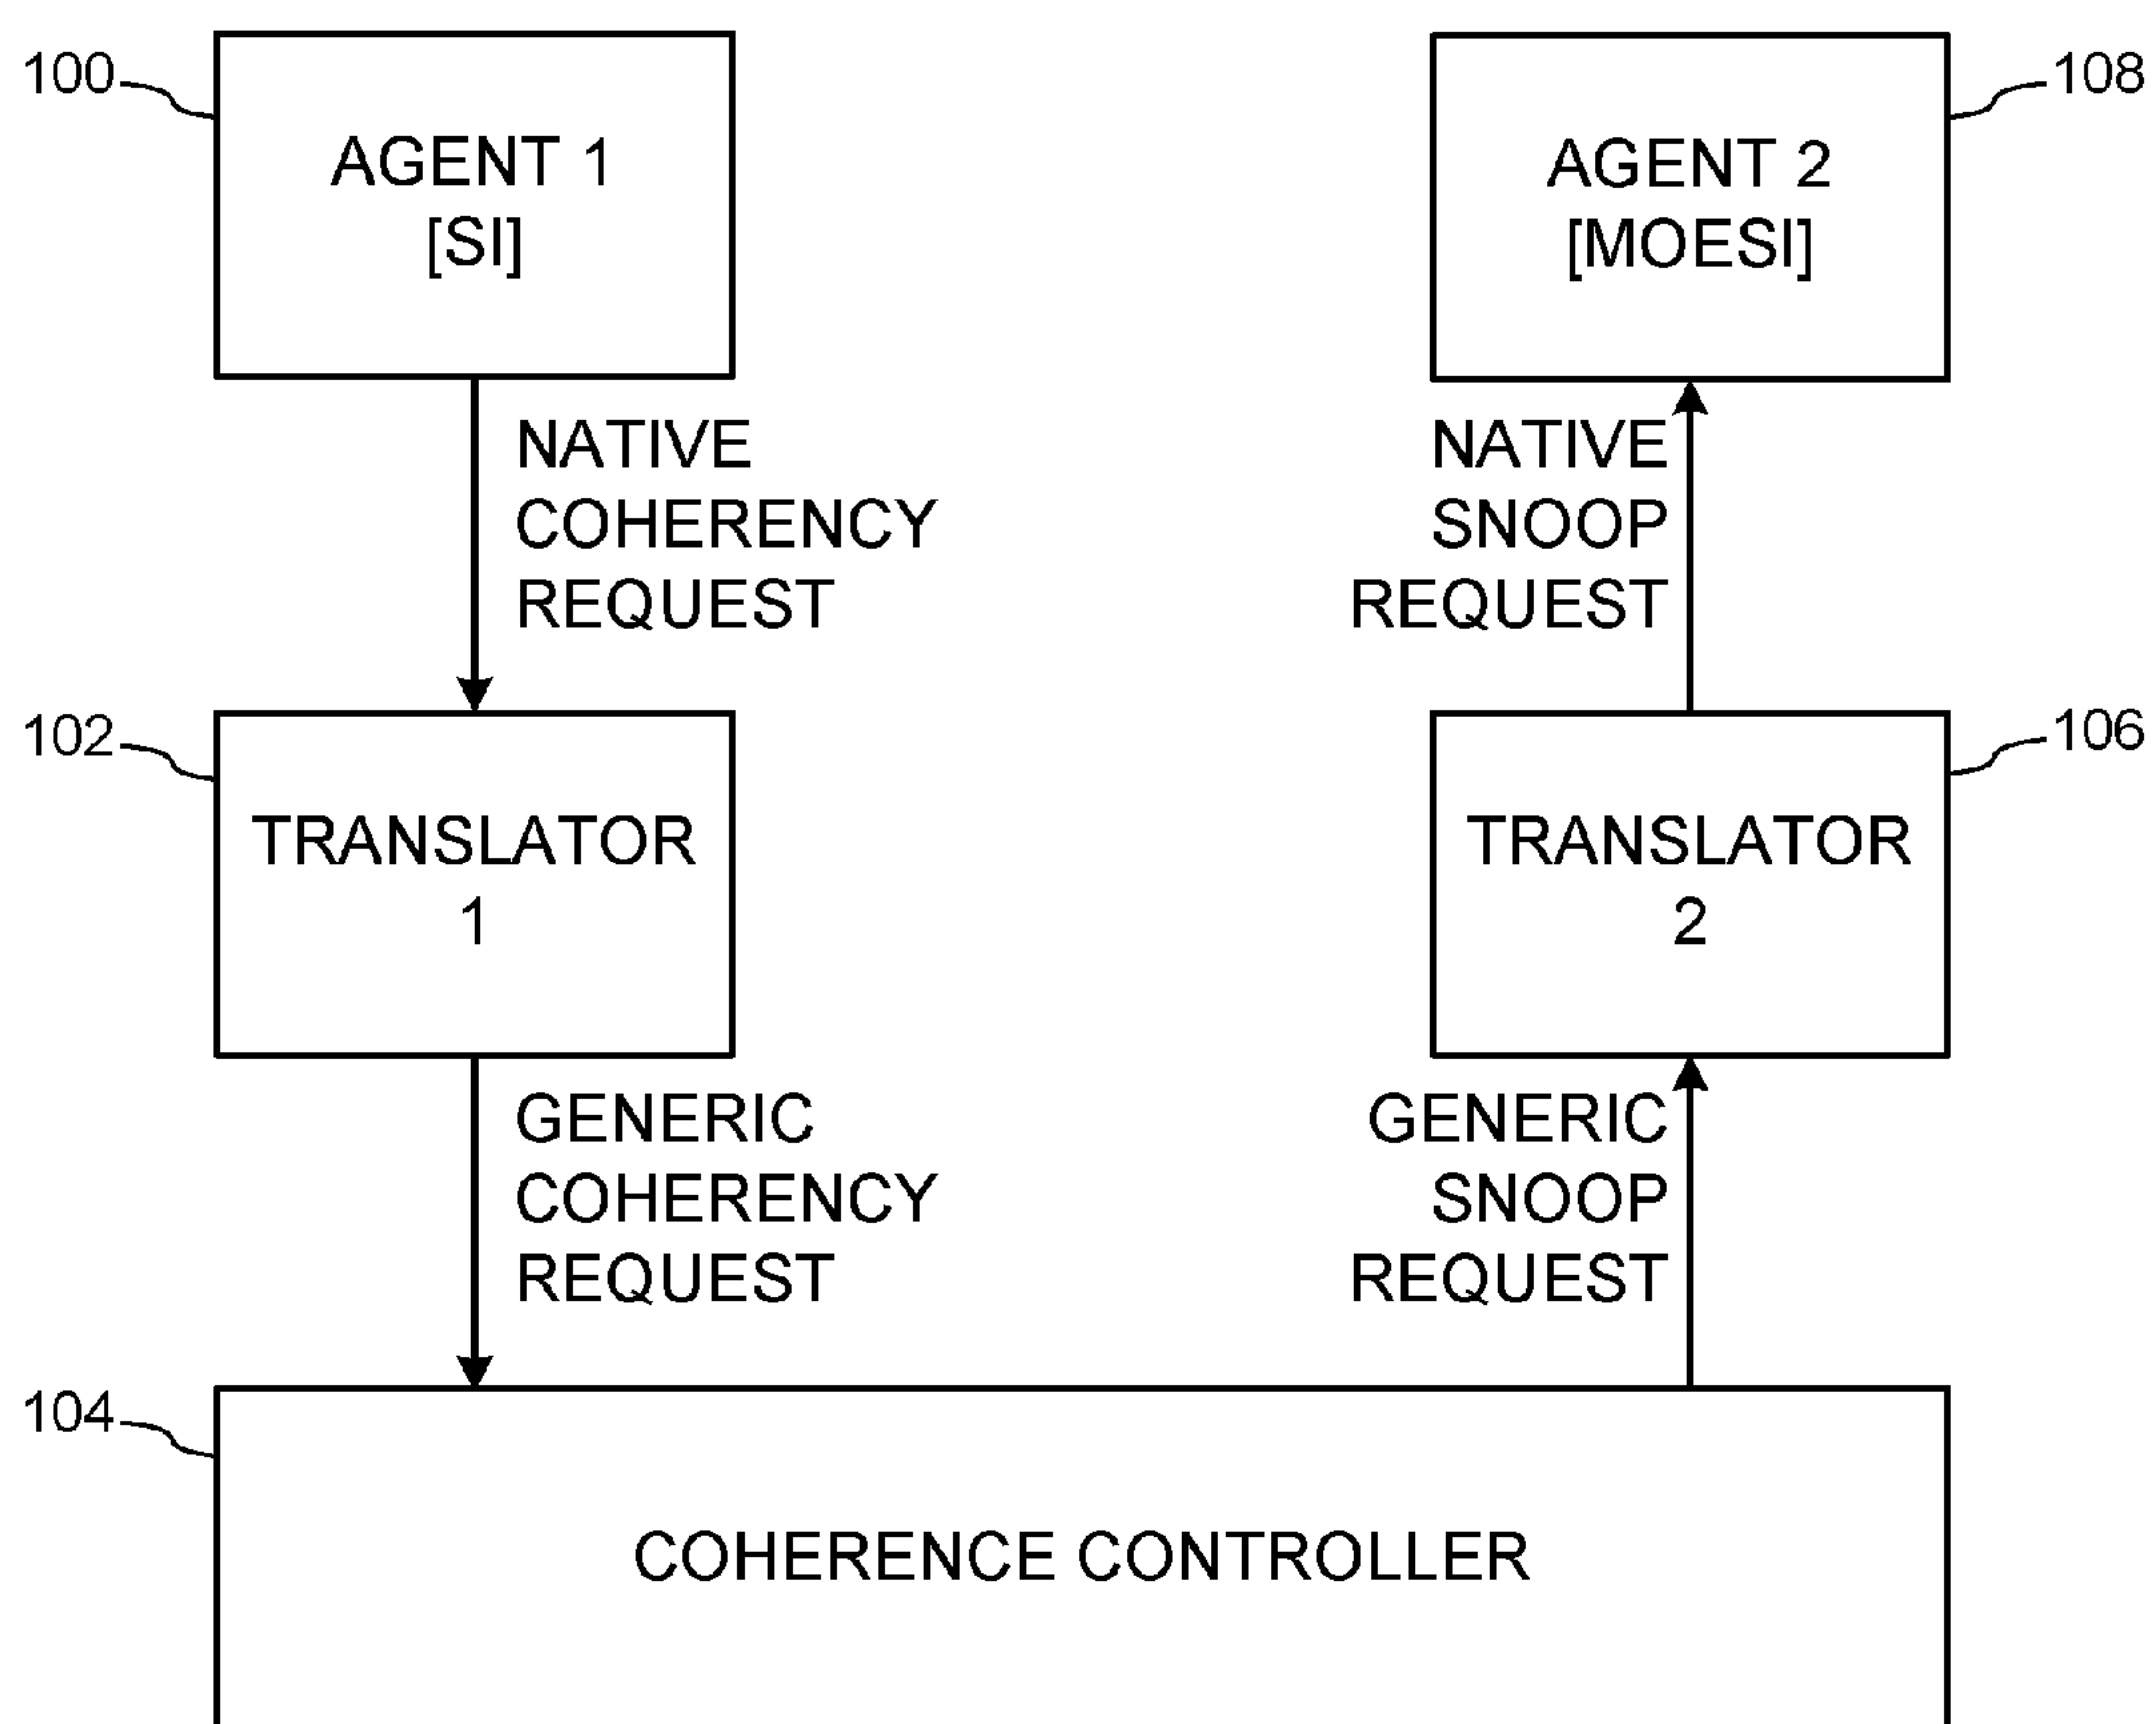 100
AGENT 1
[SI]
108
AGENT 2
[MOESI]
NATIVE
COHERENCY
REQUEST
NATIVE
SNOOP
REQUEST
102
TRANSLATOR
1
106
TRANSLATOR
2
GENERIC
COHERENCY
REQUEST
GENERIC
SNOOP
REQUEST
104
COHERENCE CONTROLLER